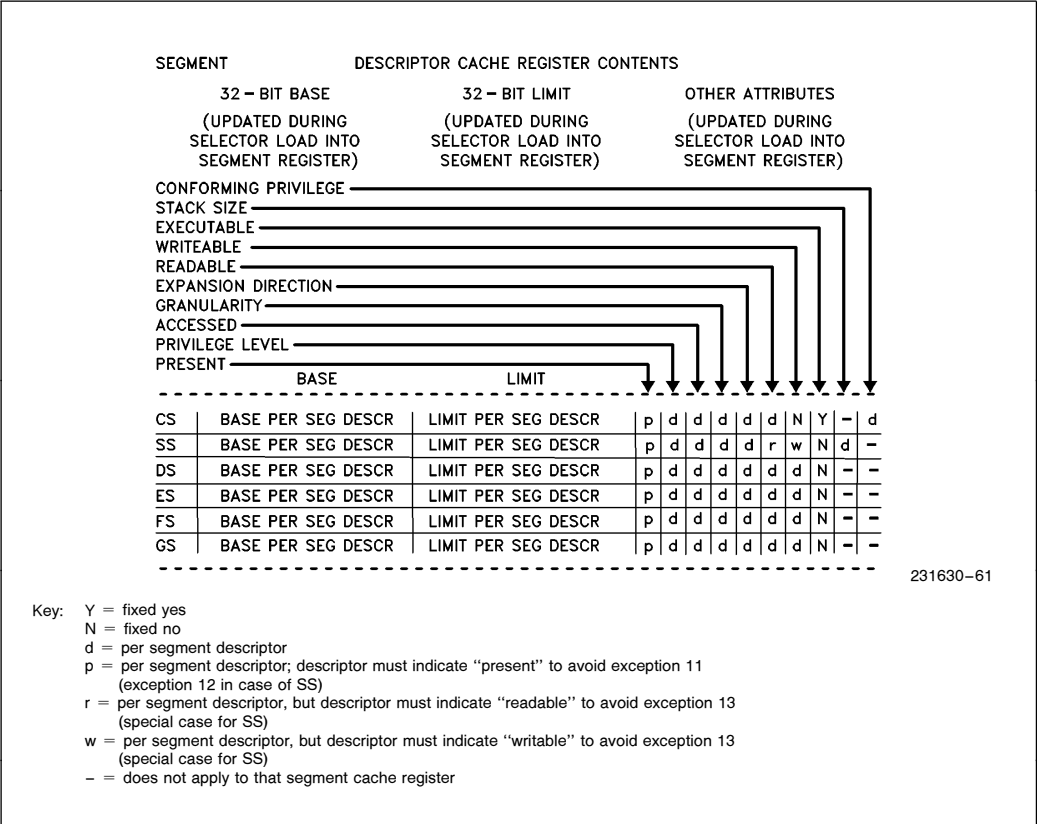 SEGMENT DESCRIPTOR CACHE REGISTER CONTENTS
32 – BIT BASE 32 – BIT LIMIT OTHER ATTRIBUTES
(UPDATED DURING (UPDATED DURING (UPDATED DURING
SELECTOR LOAD INTO SELECTOR LOAD INTO SELECTOR LOAD INTO
SEGMENT REGISTER) SEGMENT REGISTER) SEGMENT REGISTER)
CONFORMING PRIVILEGE
STACK SIZE
EXECUTABLE
WRITEABLE
READABLE
EXPANSION DIRECTION
GRANULARITY
ACCESSED
PRIVILEGE LEVEL
PRESENT
BASE LIMIT
CS BASE PER SEG DESCR LIMIT PER SEG DESCR p d d d d d N Y – d
SS BASE PER SEG DESCR LIMIT PER SEG DESCR p d d d d r w N d –
DS BASE PER SEG DESCR LIMIT PER SEG DESCR p d d d d d d N – –
ES BASE PER SEG DESCR LIMIT PER SEG DESCR p d d d d d d N – –
FS BASE PER SEG DESCR LIMIT PER SEG DESCR p d d d d d d N – –
GS BASE PER SEG DESCR LIMIT PER SEG DESCR p d d d d d d N – –
231630–61
Key: Y = fixed yes
N = fixed no
d = per segment descriptor
p = per segment descriptor; descriptor must indicate ‘‘present’’ to avoid exception 11
(exception 12 in case of SS)
r = per segment descriptor, but descriptor must indicate ‘‘readable’’ to avoid exception 13
(special case for SS)
w = per segment descriptor, but descriptor must indicate ‘‘writable’’ to avoid exception 13
(special case for SS)
– = does not apply to that segment cache register